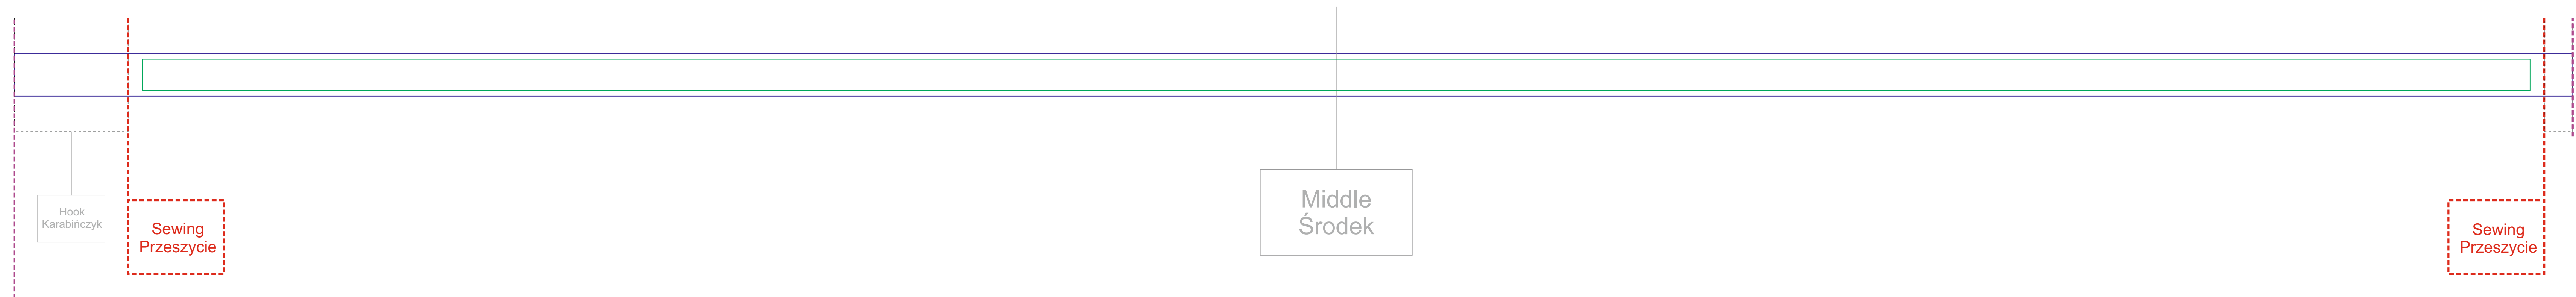 Hook
Karabińczyk
Sewing
Przeszycie
Middle
Środek
Sewing
Przeszycie